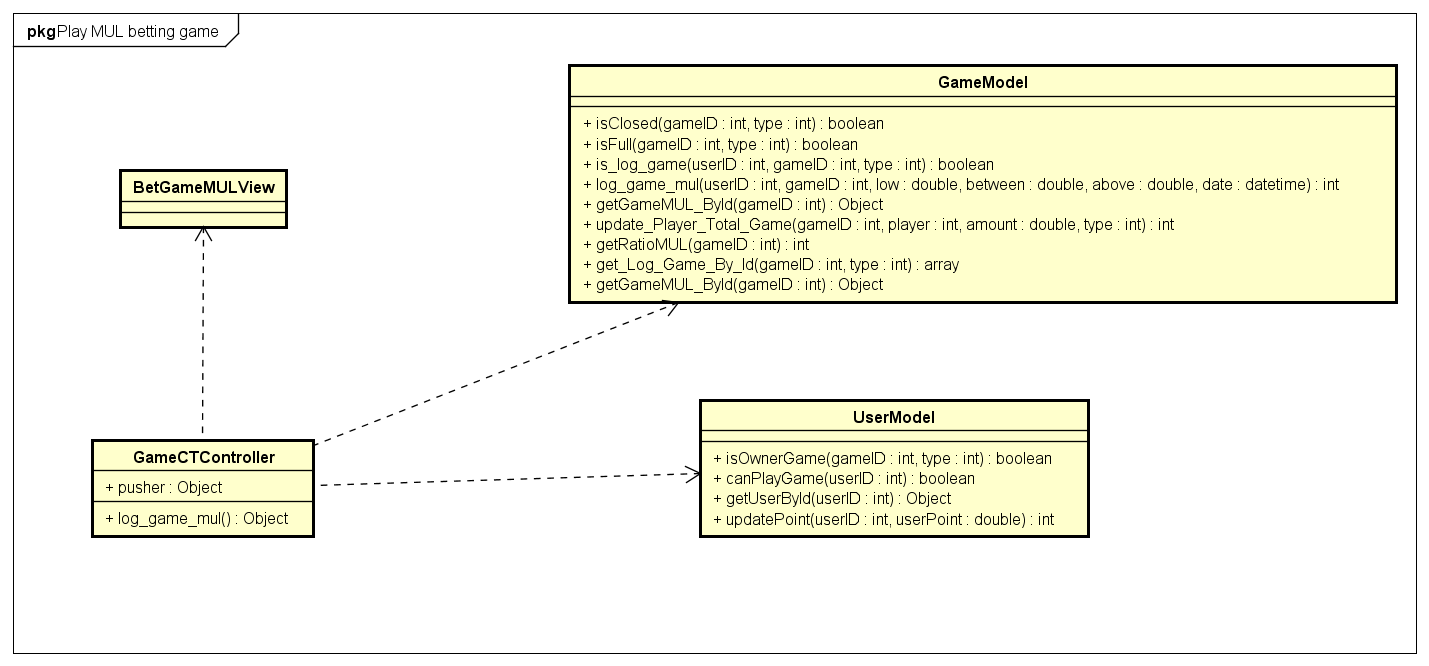 pkgPlay MUL betting game
GameModel
+ isClosed(gameID : int, type : int) : boolean
+ isFull(gameID : int, type : int) : boolean
+ is_log_game(userID : int, gameID : int, type : int) : boolean
+ log_game_mul(userID : int, gameID : int, low : double, between : double, above : double, date : datetime) : int
+ getGameMUL_ById(gameID : int) : Object
+ update_Player_Total_Game(gameID : int, player : int, amount : double, type : int) : int
+ getRatioMUL(gameID : int) : int
+ get_Log_Game_By_Id(gameID : int, type : int) : array
+ getGameMUL_ById(gameID : int) : Object
BetGameMULView
UserModel
+ isOwnerGame(gameID : int, type : int) : boolean
+ canPlayGame(userID : int) : boolean
+ getUserById(userID : int) : Object
+ updatePoint(userID : int, userPoint : double) : int
GameCTController
+ pusher : Object
+ log_game_mul() : Object